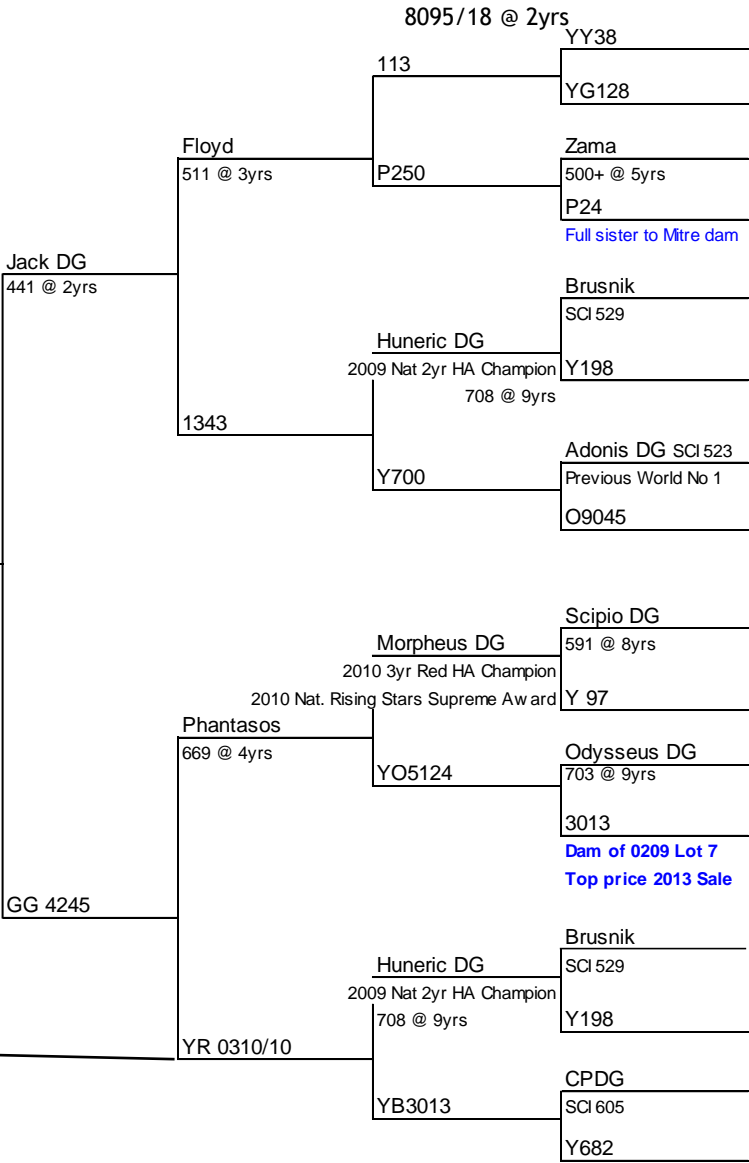 8095/18 @ 2yrs
YY38
113
YG128
Floyd
Zama
511 @ 3yrs
P250
500+ @ 5yrs
P24
Full sister to Mitre dam
Jack DG
441 @ 2yrs
Brusnik
SCI 529
Huneric DG
2009 Nat 2yr HA Champion
Y198
708 @ 9yrs
1343
Adonis DG SCI 523
Y700
Previous World No 1
O9045
Scipio DG
Morpheus DG
591 @ 8yrs
2010 3yr Red HA Champion
2010 Nat. Rising Stars Supreme Award
Y 97
Phantasos
669 @ 4yrs
Odysseus DG
YO5124
703 @ 9yrs
3013
Dam of 0209 Lot 7
Top price 2013 Sale
GG 4245
Brusnik
Huneric DG
SCI 529
2009 Nat 2yr HA Champion
708 @ 9yrs
Y198
YR 0310/10
CPDG
YB3013
SCI 605
Y682